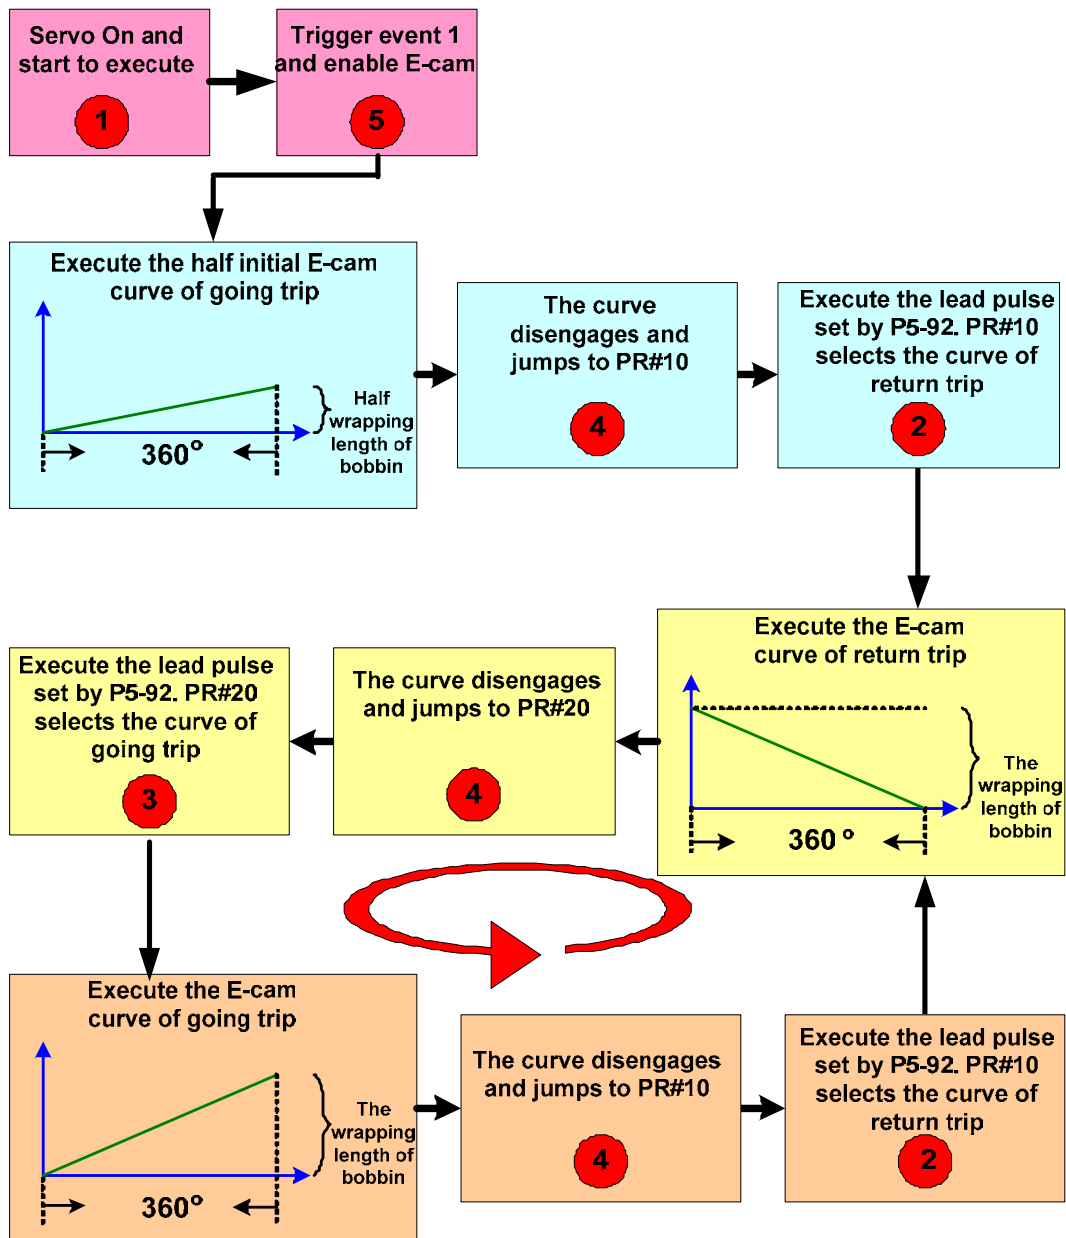 Servo On and
start to execute
1
Trigger event 1
and enable E-cam
5
Execute the half initial E-cam
curve of going trip
Half
wrapping
length of
bobbin
360°
The curve
disengages and
jumps to PR#10
4
Execute the lead pulse
set by P5-92. PR#10
selects the curve of
return trip
2
Execute the E-cam
curve of return trip
The
wrapping
length of
bobbin
360 °
The curve disengages
and jumps to PR#20
4
Execute the lead pulse
set by P5-92. PR#20
selects the curve of
going trip
3
Execute the E-cam
curve of going trip
The
wrapping
length of
bobbin
360°
The curve disengages
and jumps to PR#10
4
Execute the lead pulse
set by P5-92. PR#10
selects the curve of
return trip
2